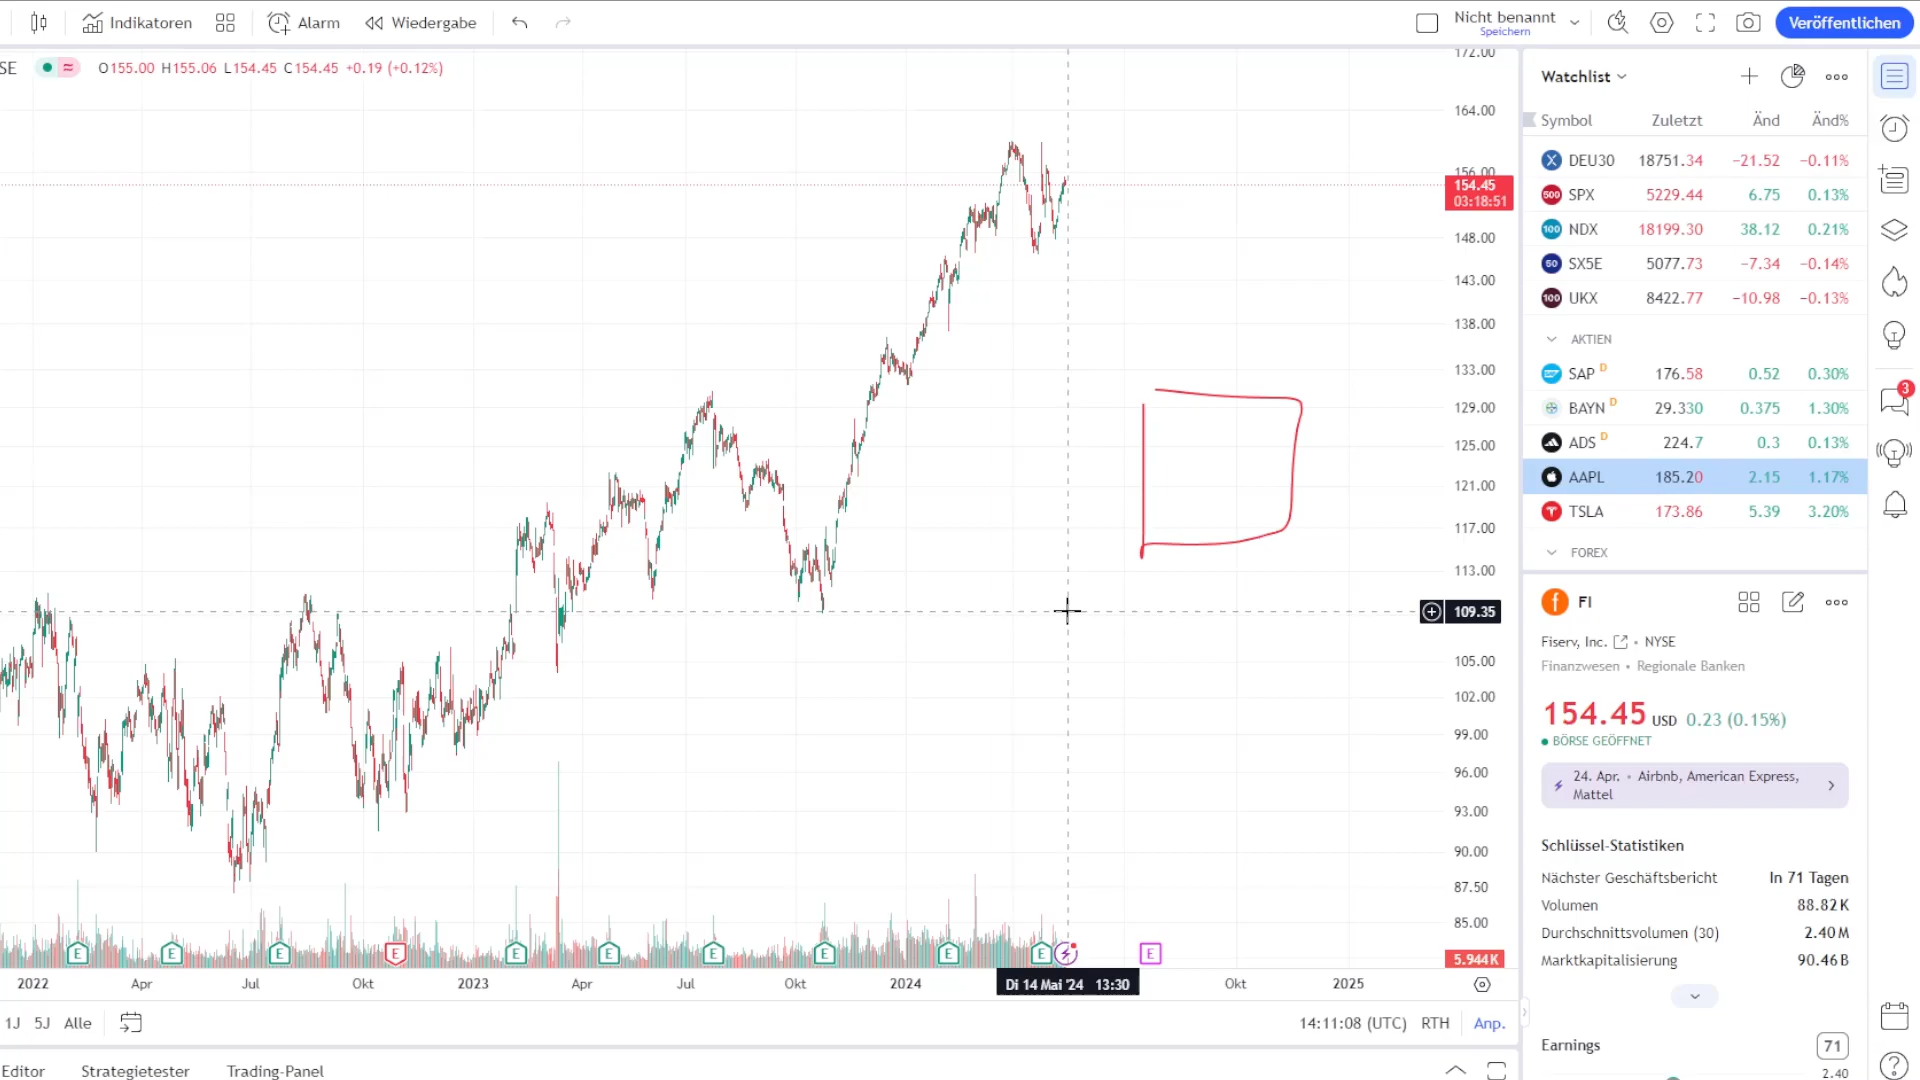 Indikatoren Alarm Wiedergabe Nicht benannt Speichern Veröffentlichen
SE O155.00 H155.06 L154.45 C154.45 +0.19 (+0.12%)
172.00
164.00
156.00
154.45
03:18:51
148.00
143.00
138.00
133.00
129.00
125.00
121.00
117.00
113.00
109.35
105.00
102.00
99.00
96.00
93.00
90.00
87.50
85.00
5.944K
E E E E E E E E E E E
2022 Apr Jul Okt 2023 Apr Jul Okt 2024 Di 14 Mai '24 13:30 Okt 2025
1J 5J Alle 14:11:08 (UTC) RTH Anp.
Editor Strategietester Trading-Panel
Watchlist
Symbol Zuletzt Änd Änd%
DEU30 18751.34 −21.52 −0.11%
500 SPX 5229.44 6.75 0.13%
100 NDX 18199.30 38.12 0.21%
50 SX5E 5077.73 −7.34 −0.14%
100 UKX 8422.77 −10.98 −0.13%
AKTIEN
SAP D 176.58 0.52 0.30%
BAYN D 29.330 0.375 1.30%
ADS D 224.7 0.3 0.13%
AAPL 185.20 2.15 1.17%
TSLA 173.86 5.39 3.20%
FOREX
FI
Fiserv, Inc. • NYSE
Finanzwesen • Regionale Banken
154.45 USD 0.23 (0.15%)
BÖRSE GEÖFFNET
24. Apr. • Airbnb, American Express,
Mattel
Schlüssel-Statistiken
Nächster Geschäftsbericht In 71 Tagen
Volumen 88.82K
Durchschnittsvolumen (30) 2.40M
Marktkapitalisierung 90.46B
Earnings 71
2.40
3